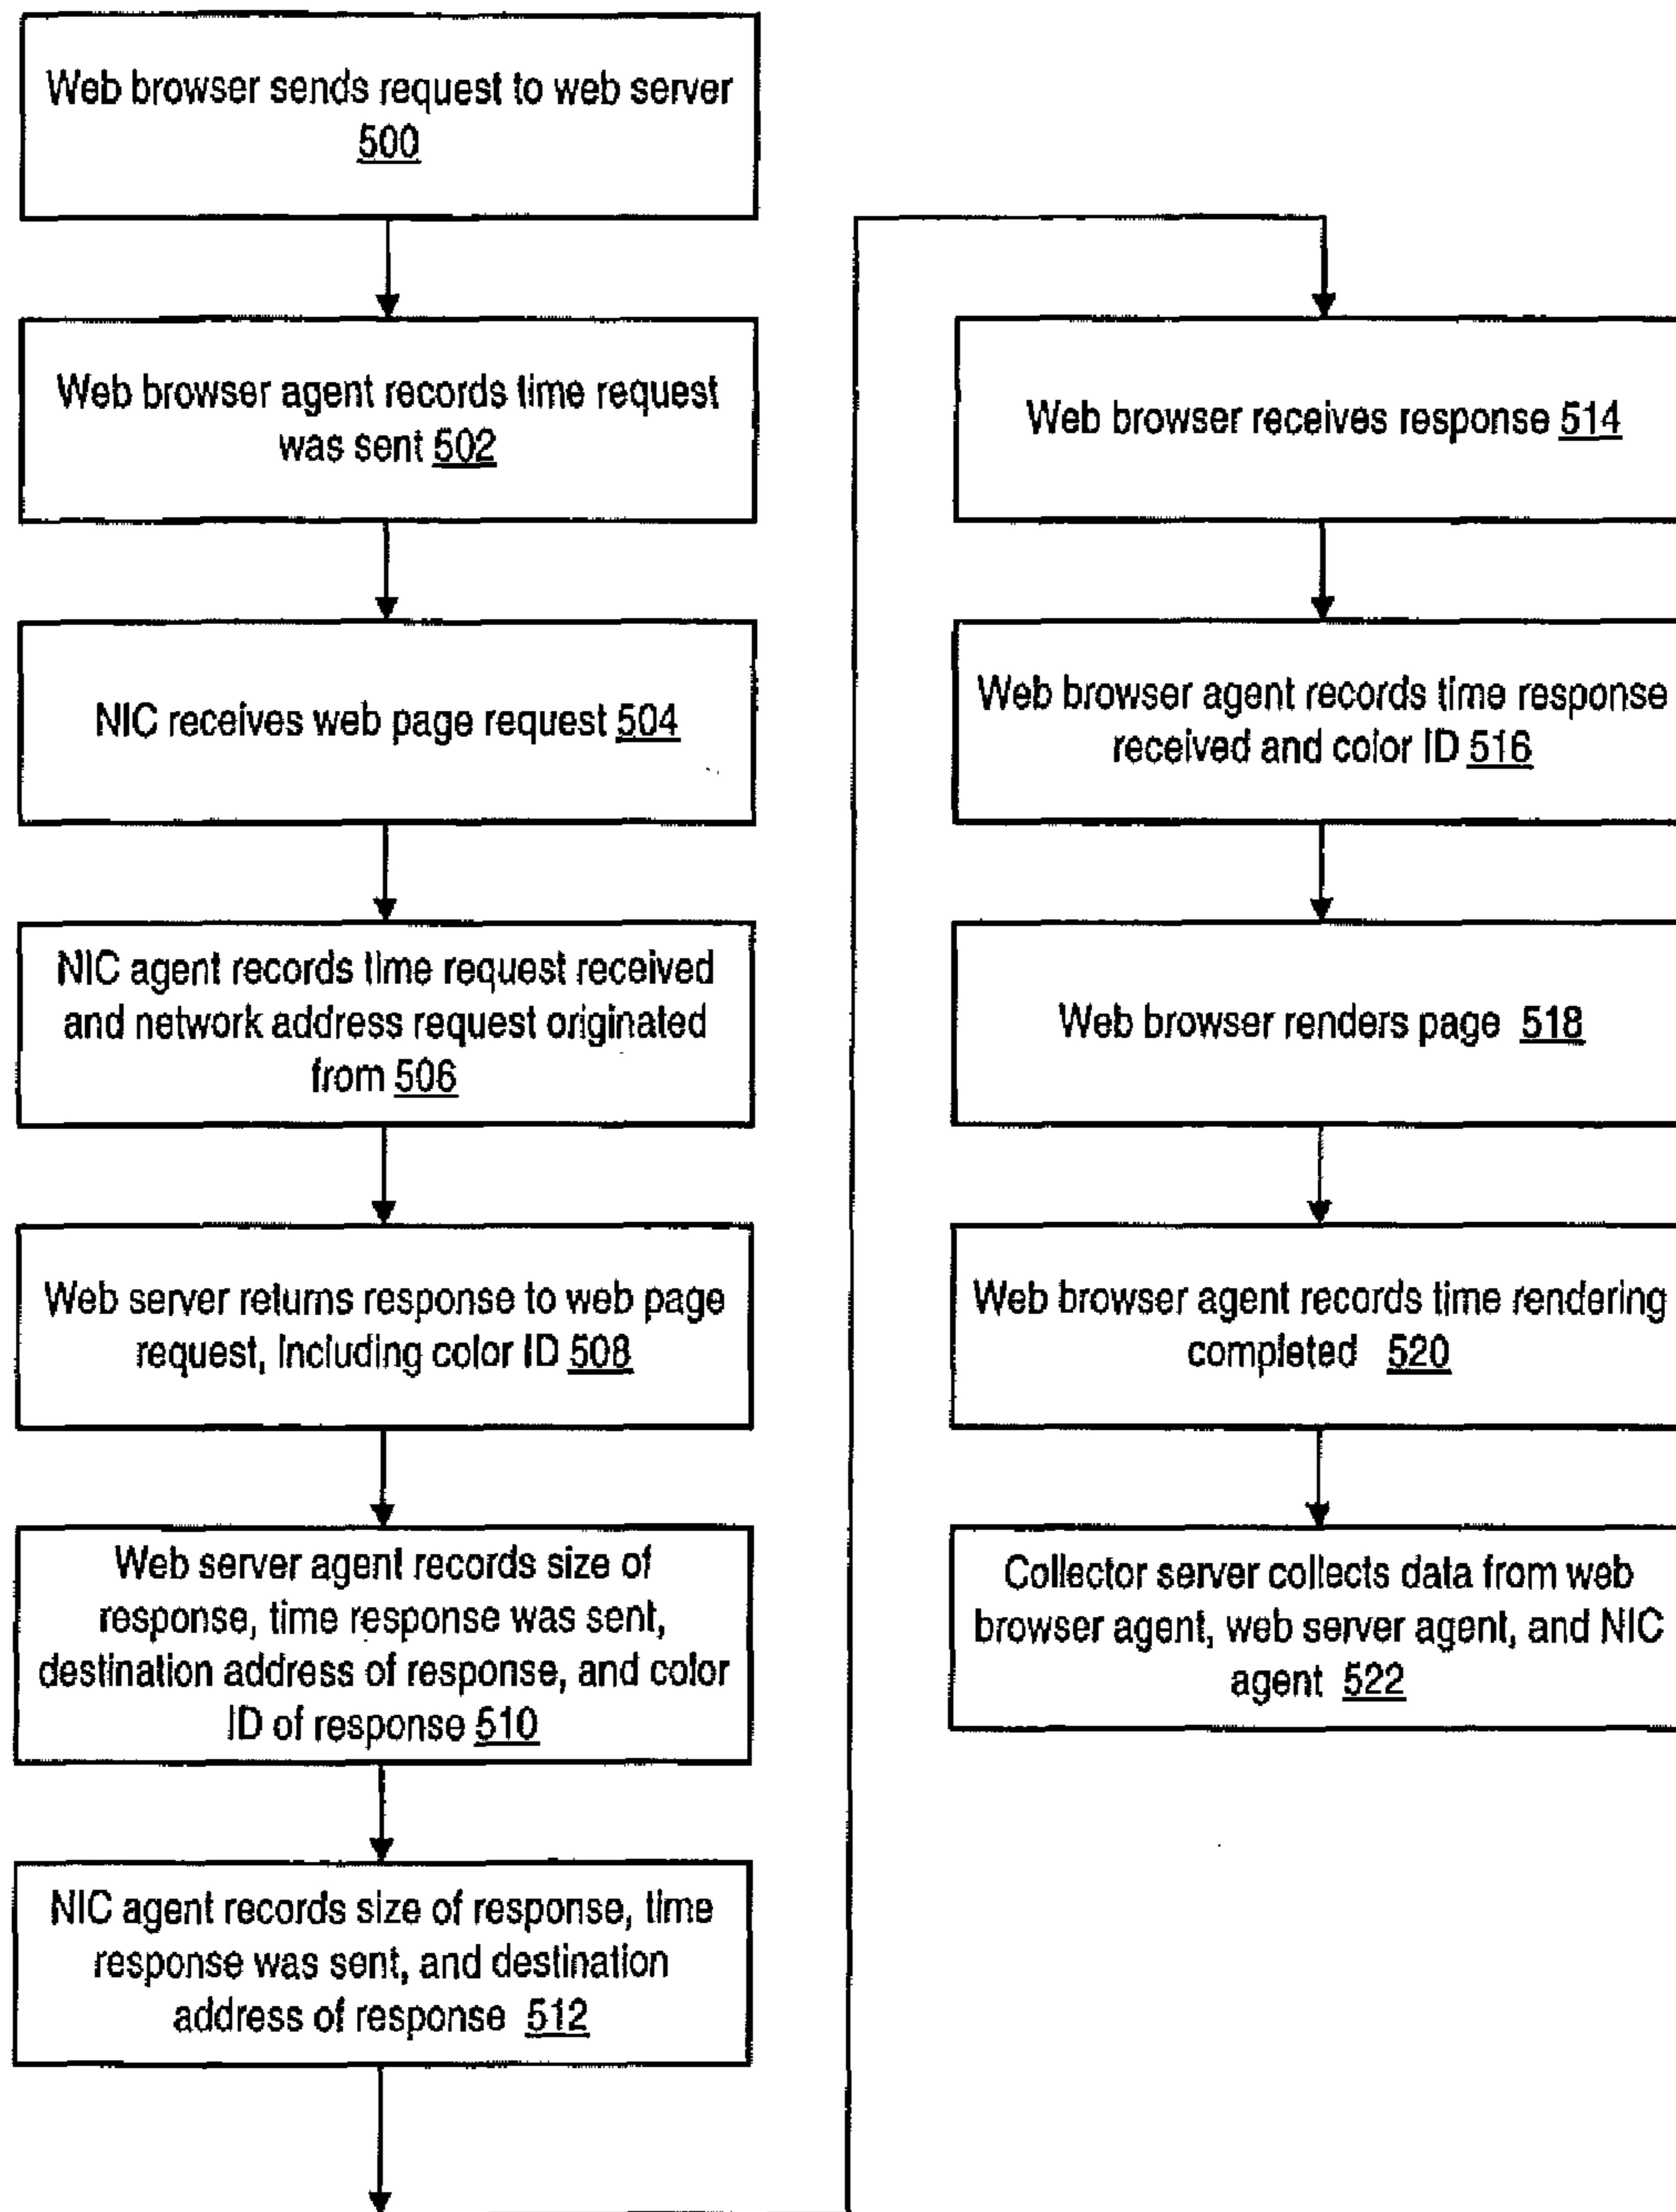 Web browser sends request to web server
500
Web browser agent records time request
was sent 502
NIC receives web page request 504
NIC agent records time request received
and network address request originated
from 506
Web server returns response to web page
request, including color ID 508
Web server agent records size of
response, time response was sent,
destination address of response, and color
ID of response 510
NIC agent records size of response, time
response was sent, and destination
address of response 512
Web browser receives response 514
Web browser agent records time response
received and color ID 516
Web browser renders page 518
Web browser agent records time rendering
completed 520
Collector server collects data from web
browser agent, web server agent, and NIC
agent 522